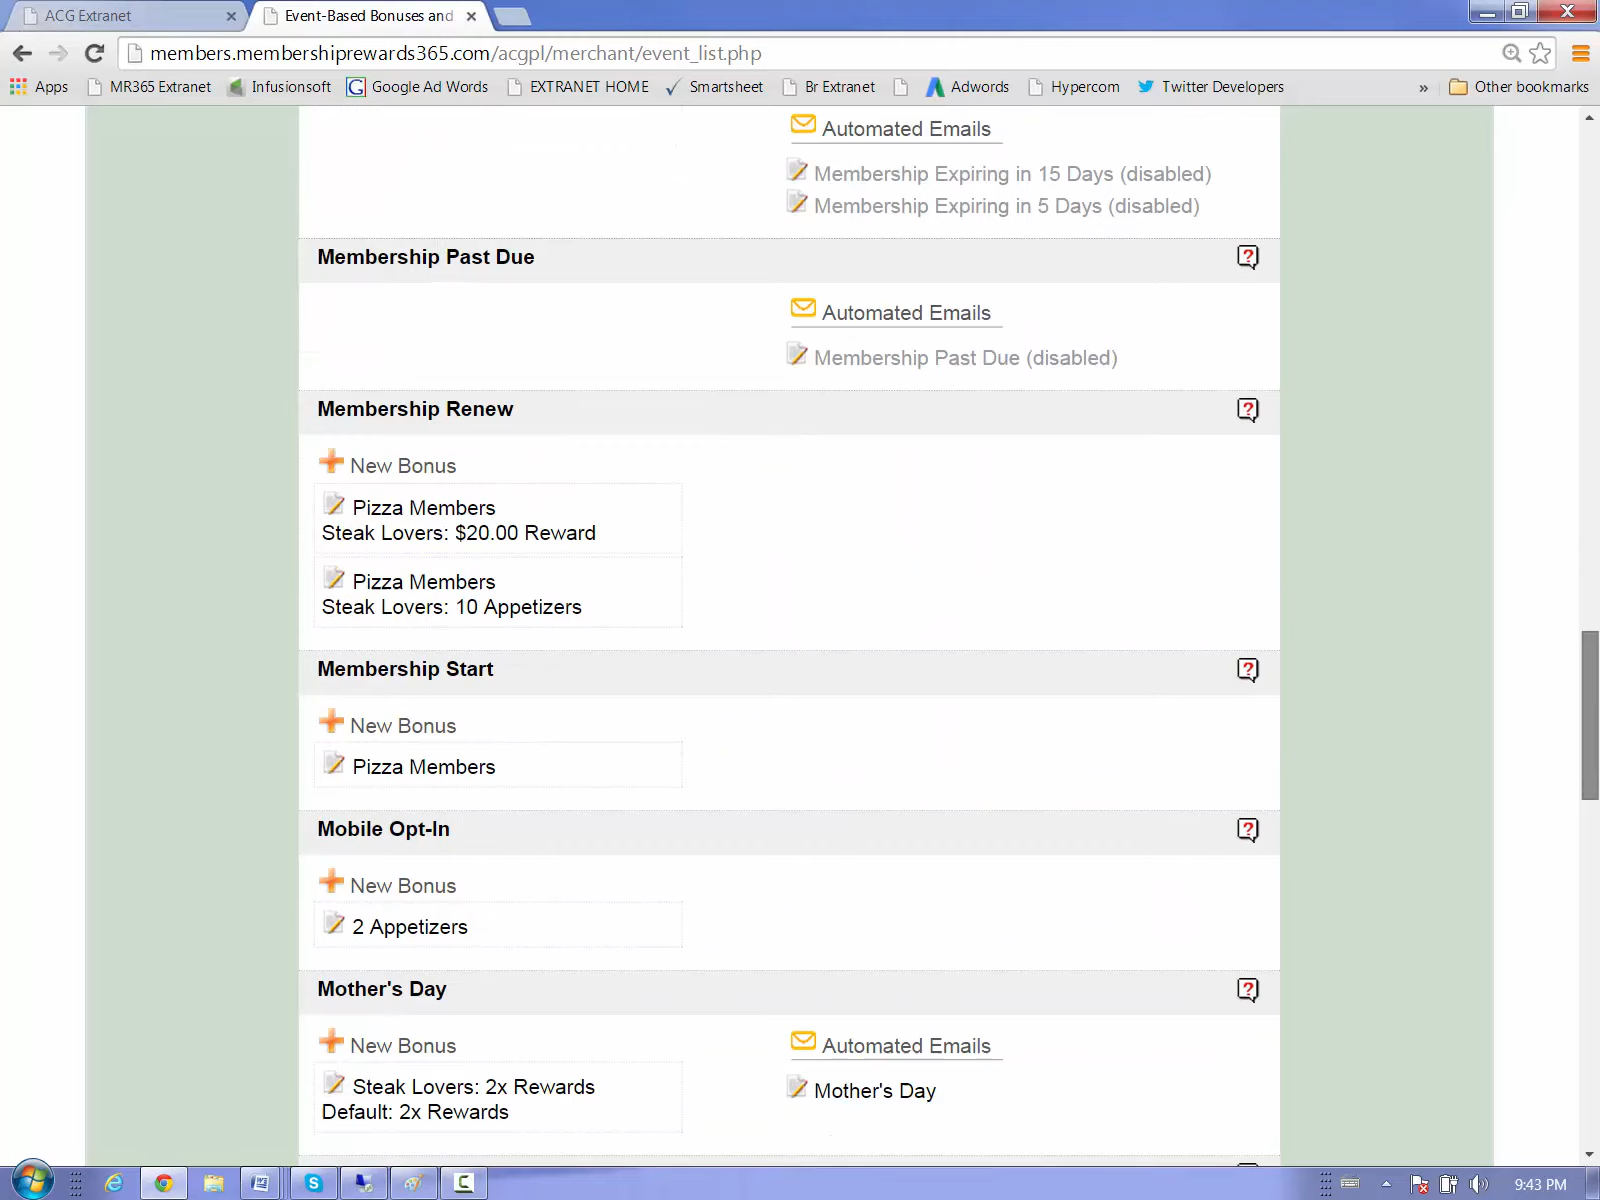 ACG Extranet
Event-Based Bonuses and
members.membershiprewards365.com/acgpl/merchant/event_list.php
Apps
MR365 Extranet
Infusionsoft
Google Ad Words
EXTRANET HOME
Smartsheet
Br Extranet
Adwords
Hypercom
Twitter Developers
»
Other bookmarks
Automated Emails
Membership Expiring in 15 Days (disabled)
Membership Expiring in 5 Days (disabled)
Membership Past Due
Automated Emails
Membership Past Due (disabled)
Membership Renew
New Bonus
Pizza Members
Steak Lovers: $20.00 Reward
Pizza Members
Steak Lovers: 10 Appetizers
Membership Start
New Bonus
Pizza Members
Mobile Opt-In
New Bonus
2 Appetizers
Mother's Day
New Bonus
Automated Emails
Steak Lovers: 2x Rewards
Default: 2x Rewards
Mother's Day
9:43 PM